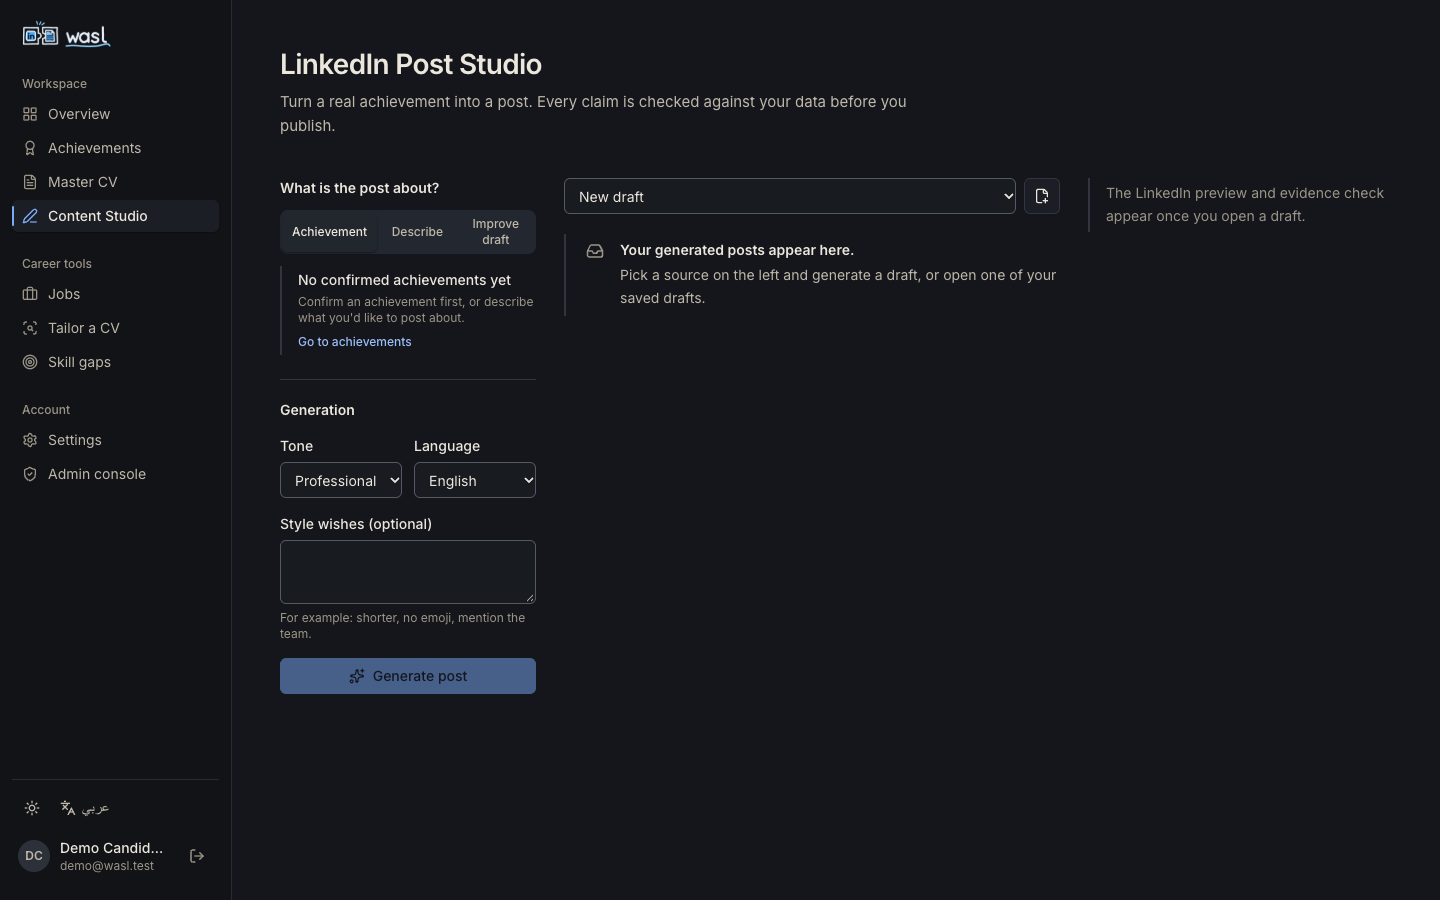 wasl
Workspace
Overview
Achievements
Master CV
Content Studio
Career tools
Jobs
Tailor a CV
Skill gaps
Account
Settings
Admin console
عربي
DC
Demo Candid...
demo@wasl.test
LinkedIn Post Studio
Turn a real achievement into a post. Every claim is checked against your data before you
publish.
What is the post about?
Achievement
Describe
Improve
draft
No confirmed achievements yet
Confirm an achievement first, or describe
what you'd like to post about.
Go to achievements
Generation
Tone
Language
Professional
English
Style wishes (optional)
For example: shorter, no emoji, mention the
team.
Generate post
New draft
Your generated posts appear here.
Pick a source on the left and generate a draft, or open one of your
saved drafts.
The LinkedIn preview and evidence check
appear once you open a draft.